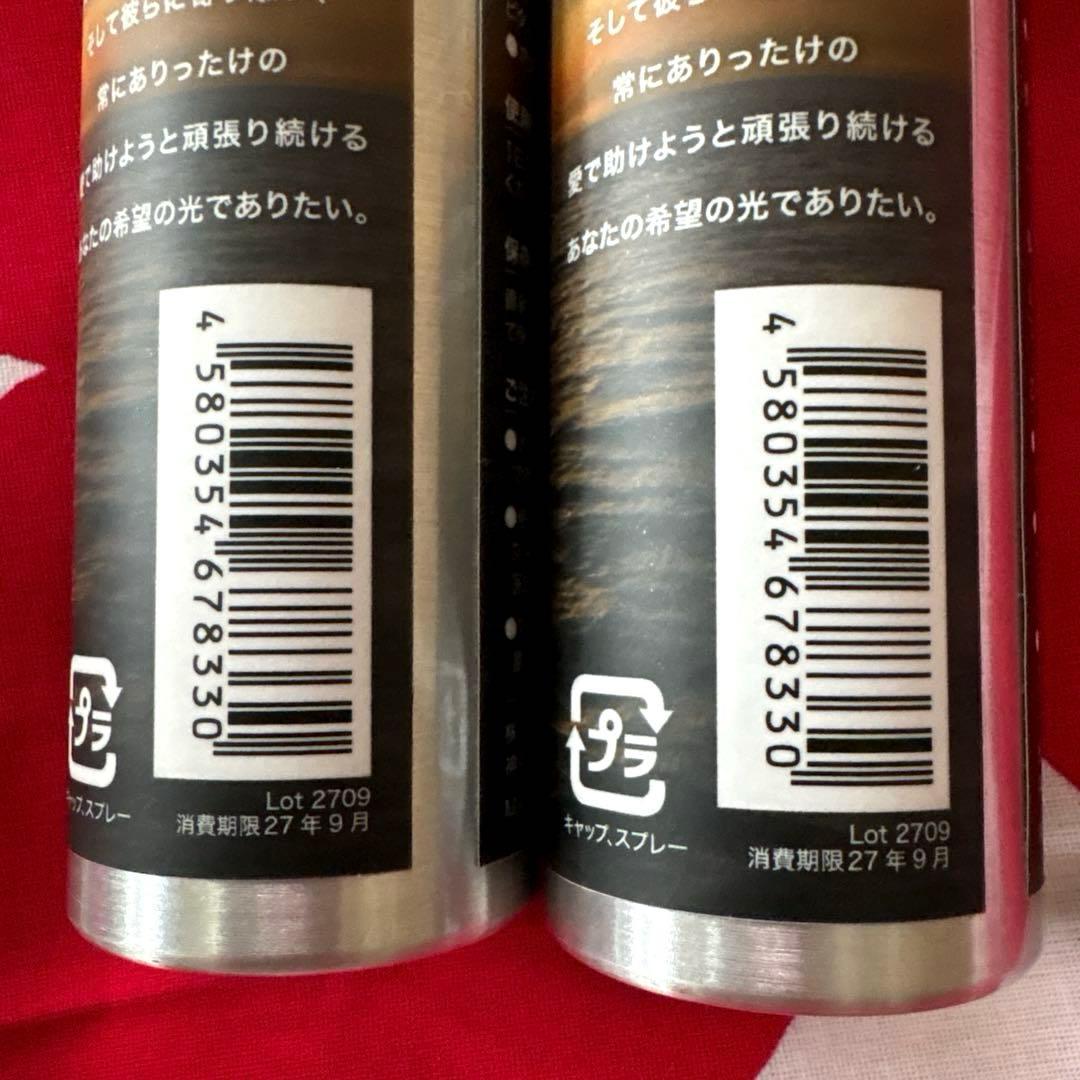 常にありったけの
で助けようと頑張り続ける
あなたの希望の光でありたい。
4 580354 678330
プラ
キャップ、スプレー
Lot 2709
消費期限27年9月
そして彼
常にありったけの
愛で助けようと頑張り続ける
あなたの希望の光でありたい。
4 580354 678330
プラ
キャップ、スプレー
Lot 2709
消費期限27年9月